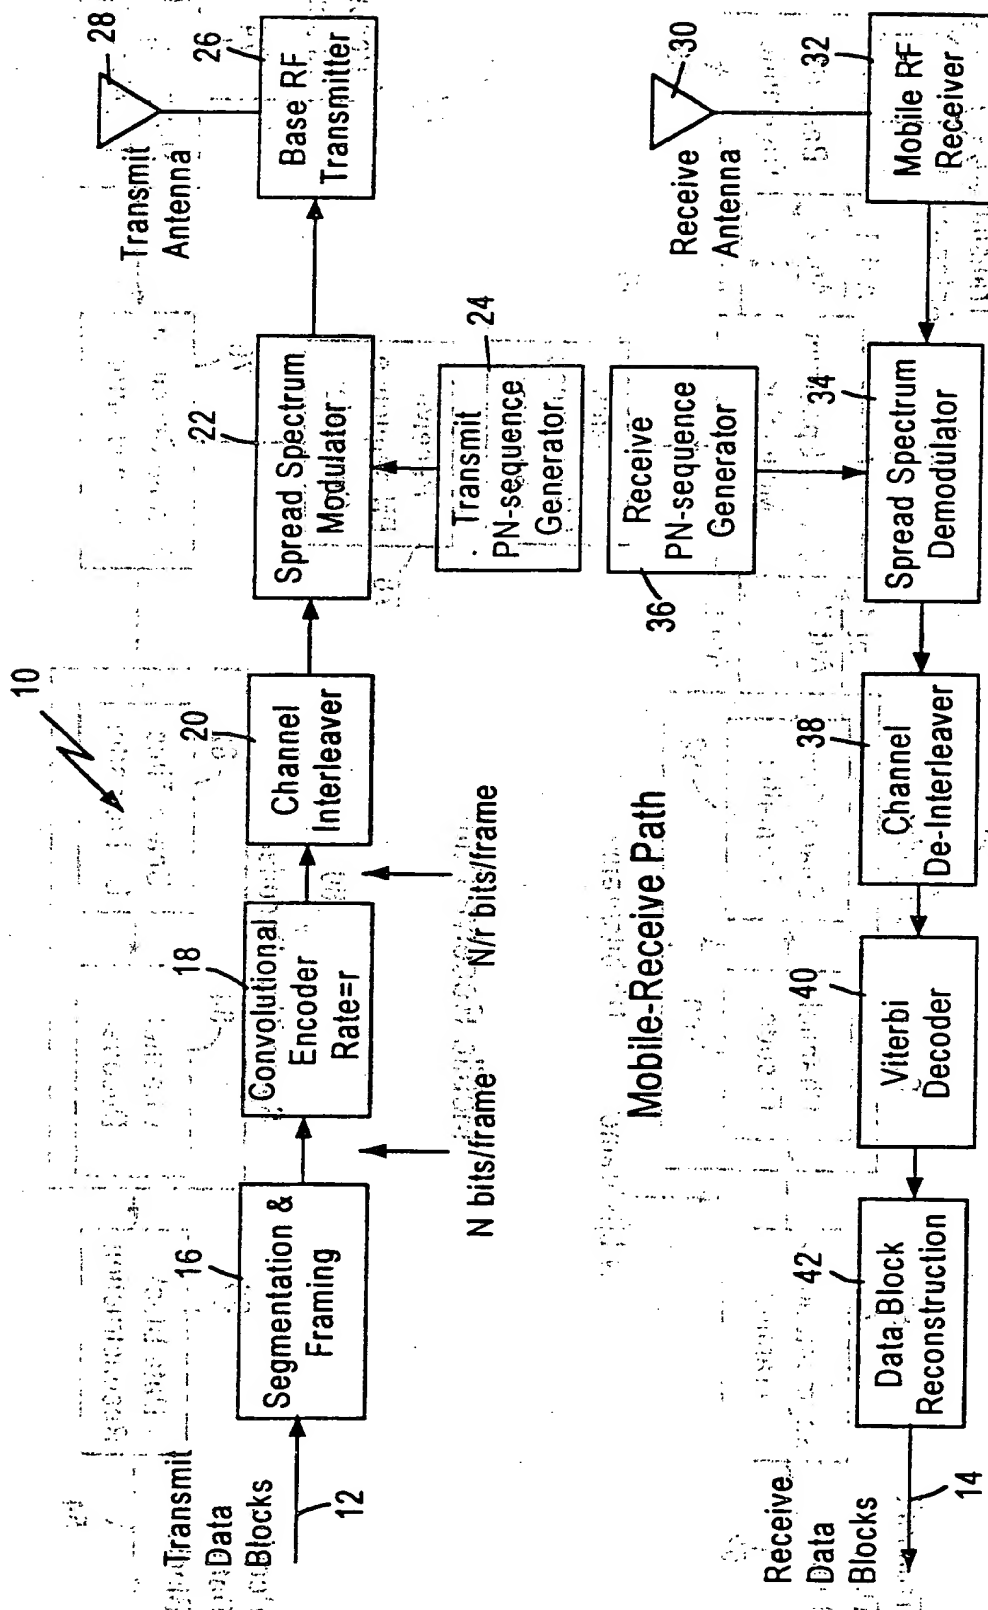 10
Transmit
Data
Blocks
12
16
Segmentation &
Framing
N bits/frame
18
Convolutional
Encoder
Rate=r
N/r bits/frame
20
Channel
Interleaver
22
Spread Spectrum
Modulator
24
Transmit
PN-sequence
Generator
Transmit
Antenna
28
26
Base RF
Transmitter
Mobile-Receive Path
Receive
Antenna
30
32
Mobile RF
Receiver
36
Receive
PN-sequence
Generator
34
Spread Spectrum
Demodulator
38
Channel
De-Interleaver
40
Viterbi
Decoder
42
Data Block
Reconstruction
Receive
Data
Blocks
14